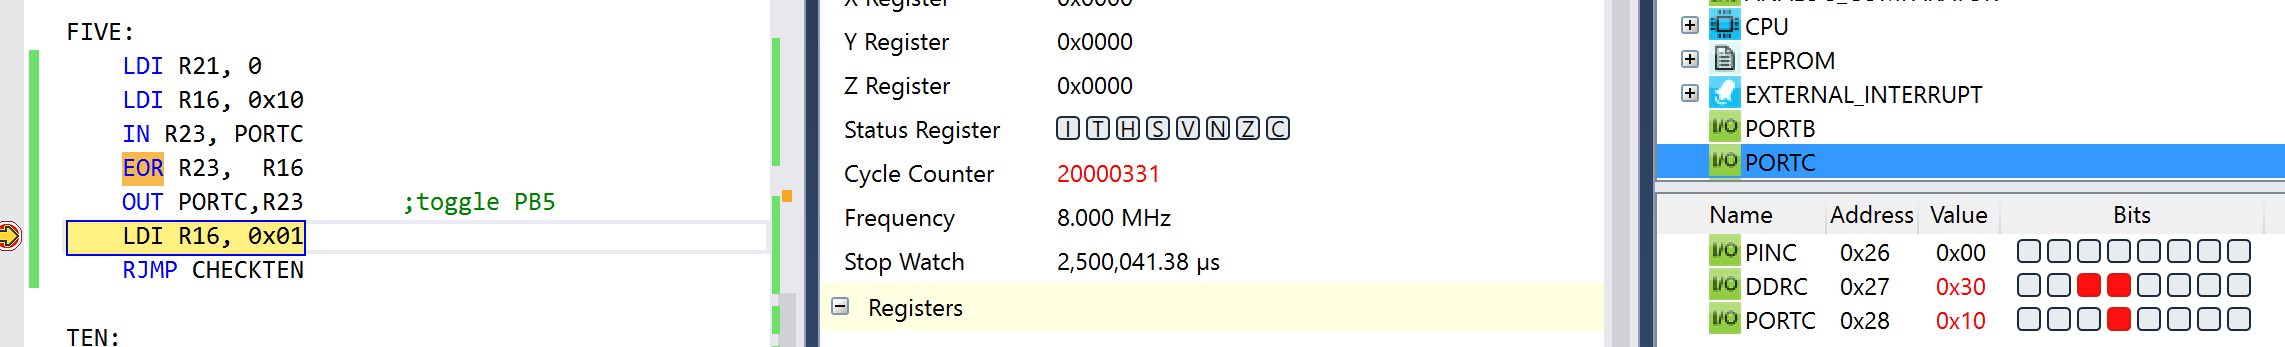 FIVE:
LDI R21, 0
LDI R16, 0x10
IN R23, PORTC
EOR R23,  R16
OUT PORTC,R23        ;toggle PB5
LDI R16, 0x01
RJMP CHECKTEN
TEN:
X Register 0x0000
Y Register 0x0000
Z Register 0x0000
Status Register I T H S V N Z C
Cycle Counter 20000331
Frequency 8.000 MHz
Stop Watch 2,500,041.38 µs
Registers
ANALOG_COMPARATOR
CPU
EEPROM
EXTERNAL_INTERRUPT
I/O PORTB
I/O PORTC
Name Address Value Bits
I/O PINC 0x26 0x00
I/O DDRC 0x27 0x30
I/O PORTC 0x28 0x10